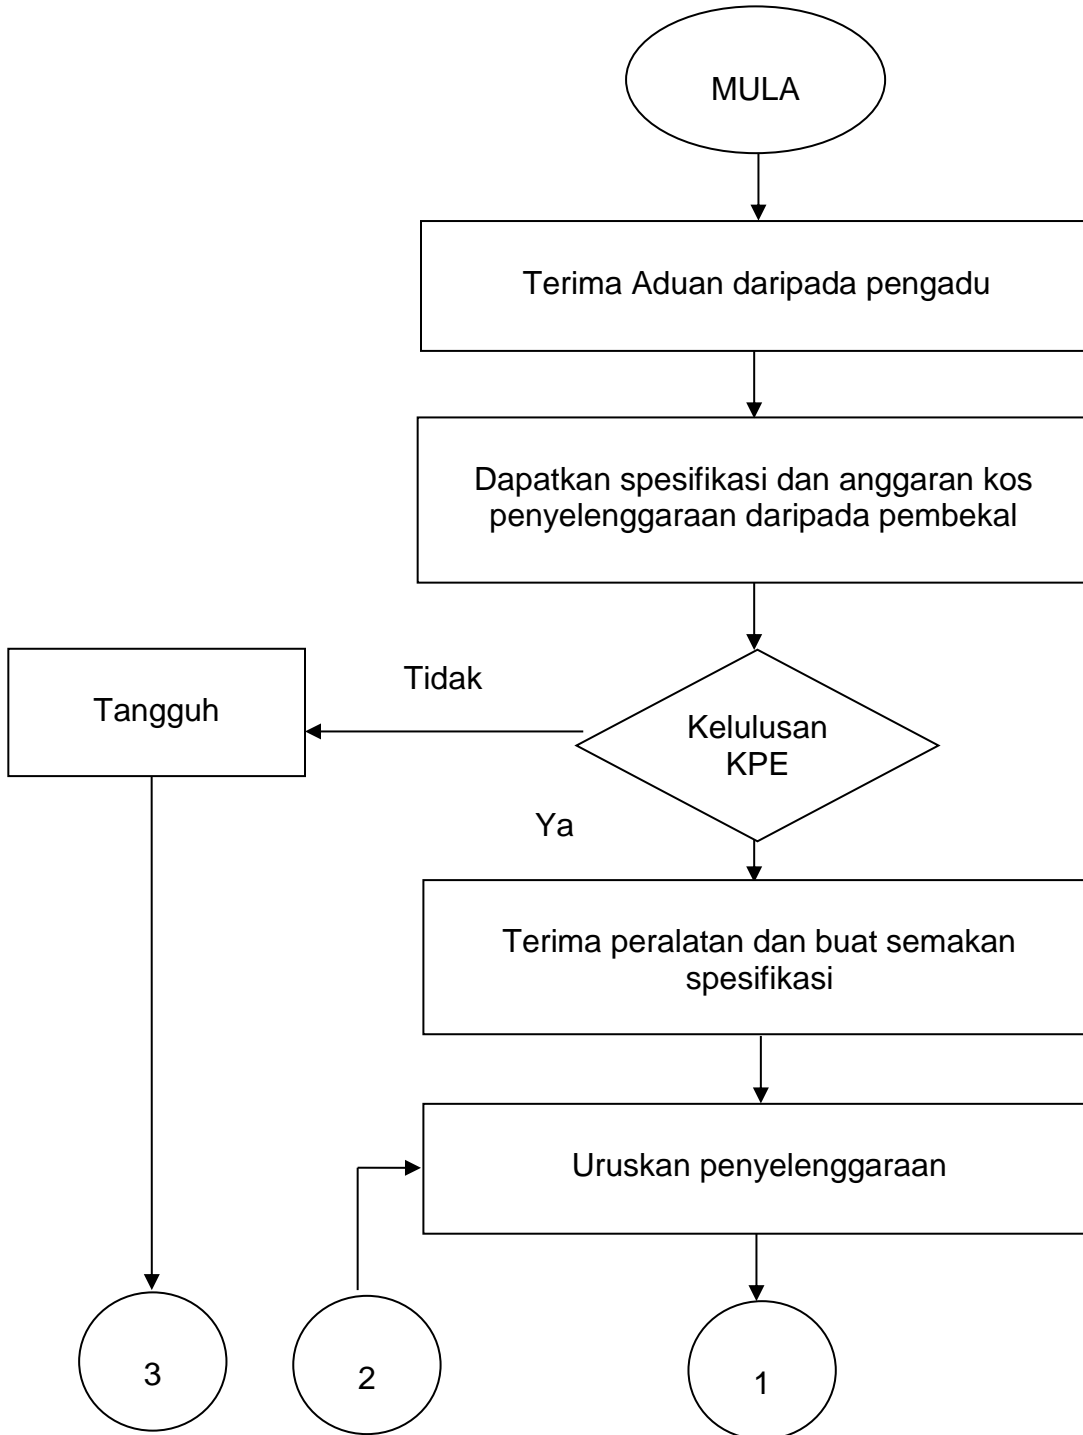 MULA
Terima Aduan daripada pengadu
Dapatkan spesifikasi dan anggaran kos
penyelenggaraan daripada pembekal
Tidak
Tangguh
Kelulusan
KPE
Ya
Terima peralatan dan buat semakan
spesifikasi
Uruskan penyelenggaraan
3
2
1